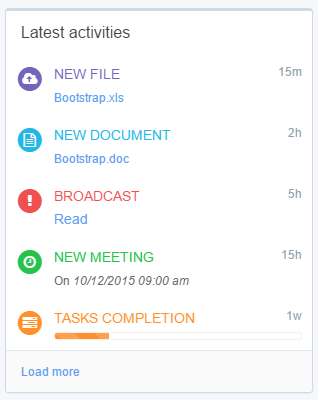 Latest activities
NEW FILE 15m
Bootstrap.xls
NEW DOCUMENT 2h
Bootstrap.doc
BROADCAST 5h
Read
NEW MEETING 15h
On 10/12/2015 09:00 am
TASKS COMPLETION 1w
Load more